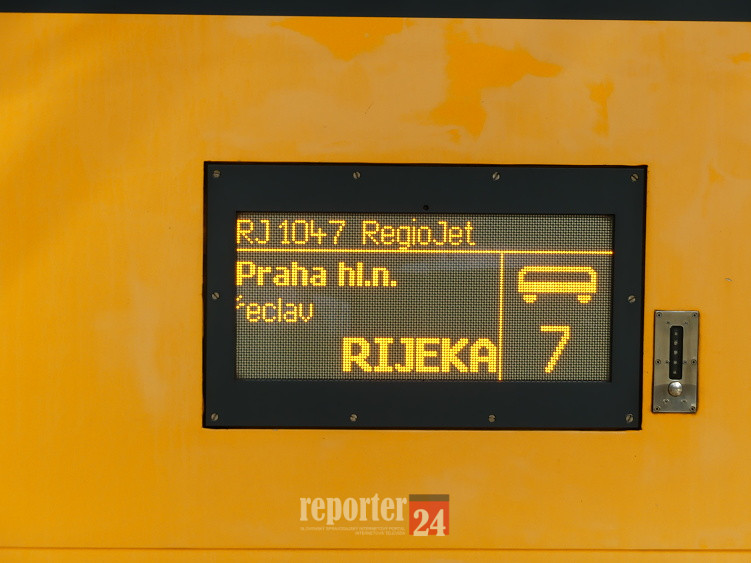 RJ 1047 RegioJet
Praha hl.n.
eclav
RIJEKA
7
reporter
24